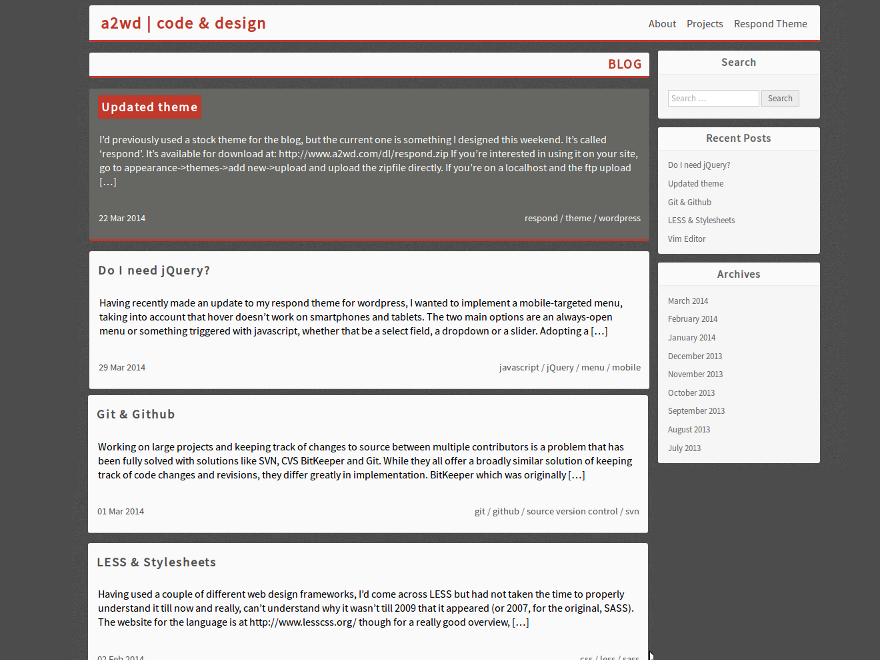 a2wd | code & design
About Projects Respond Theme
BLOG
Updated theme
I'd previously used a stock theme for the blog, but the current one is something I designed this weekend. It's called
'respond'. It's available for download at: http://www.a2wd.com/dl/respond.zip If you're interested in using it on your site,
go to appearance->themes->add new->upload and upload the zipfile directly. If you're on a localhost and the ftp upload
[…]
22 Mar 2014
respond / theme / wordpress
Do I need jQuery?
Having recently made an update to my respond theme for wordpress, I wanted to implement a mobile-targeted menu,
taking into account that hover doesn't work on smartphones and tablets. The two main options are an always-open
menu or something triggered with javascript, whether that be a select field, a dropdown or a slider. Adopting a […]
29 Mar 2014
javascript / jQuery / menu / mobile
Git & Github
Working on large projects and keeping track of changes to source between multiple contributors is a problem that has
been fully solved with solutions like SVN, CVS BitKeeper and Git. While they all offer a broadly similar solution of keeping
track of code changes and revisions, they differ greatly in implementation. BitKeeper which was originally […]
01 Mar 2014
git / github / source version control / svn
LESS & Stylesheets
Having used a couple of different web design frameworks, I'd come across LESS but had not taken the time to properly
understand it till now and really, can't understand why it wasn't till 2009 that it appeared (or 2007, for the original, SASS).
The website for the language is at http://www.lesscss.org/ though for a really good overview, […]
02 Feb 2014
css / less / sass
Search
Search …
Search
Recent Posts
Do I need jQuery?
Updated theme
Git & Github
LESS & Stylesheets
Vim Editor
Archives
March 2014
February 2014
January 2014
December 2013
November 2013
October 2013
September 2013
August 2013
July 2013